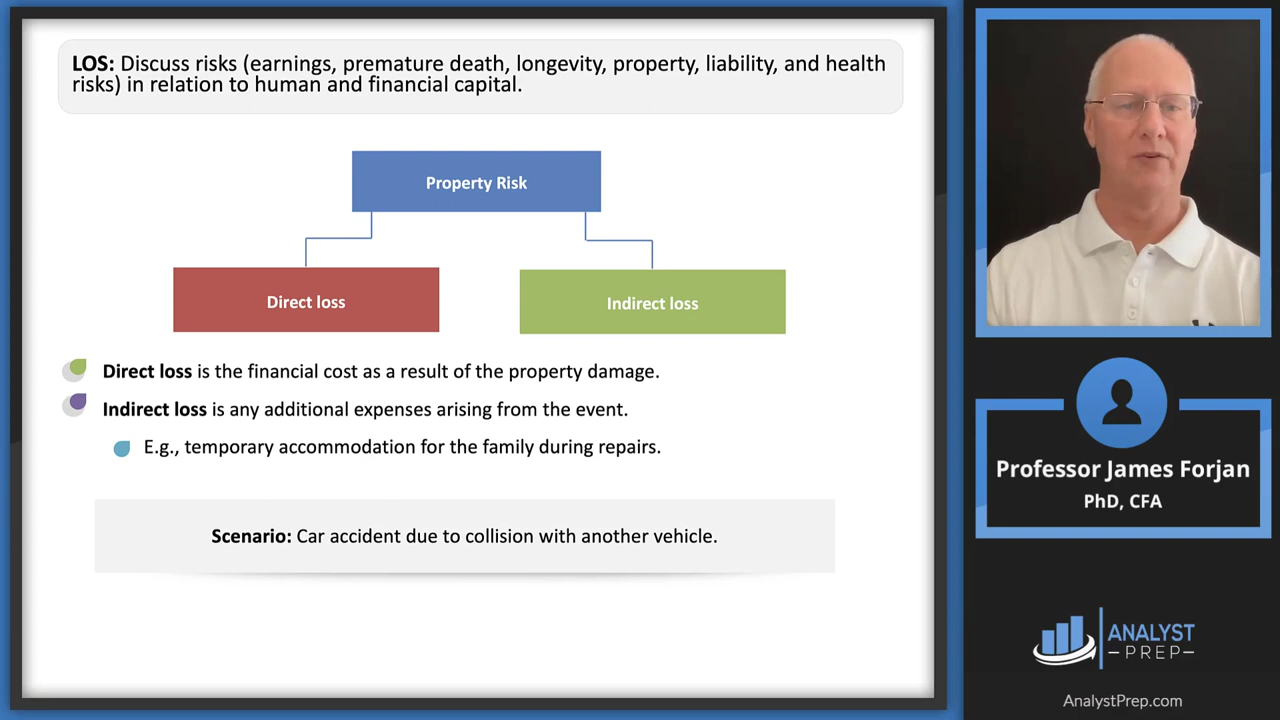 LOS: Discuss risks (earnings, premature death, longevity, property, liability, and health
risks) in relation to human and financial capital.
Property Risk
Direct loss
Indirect loss
Direct loss is the financial cost as a result of the property damage.
Indirect loss is any additional expenses arising from the event.
E.g., temporary accommodation for the family during repairs.
Scenario: Car accident due to collision with another vehicle.
Professor James Forjan
PhD, CFA
ANALYST
PREP
AnalystPrep.com